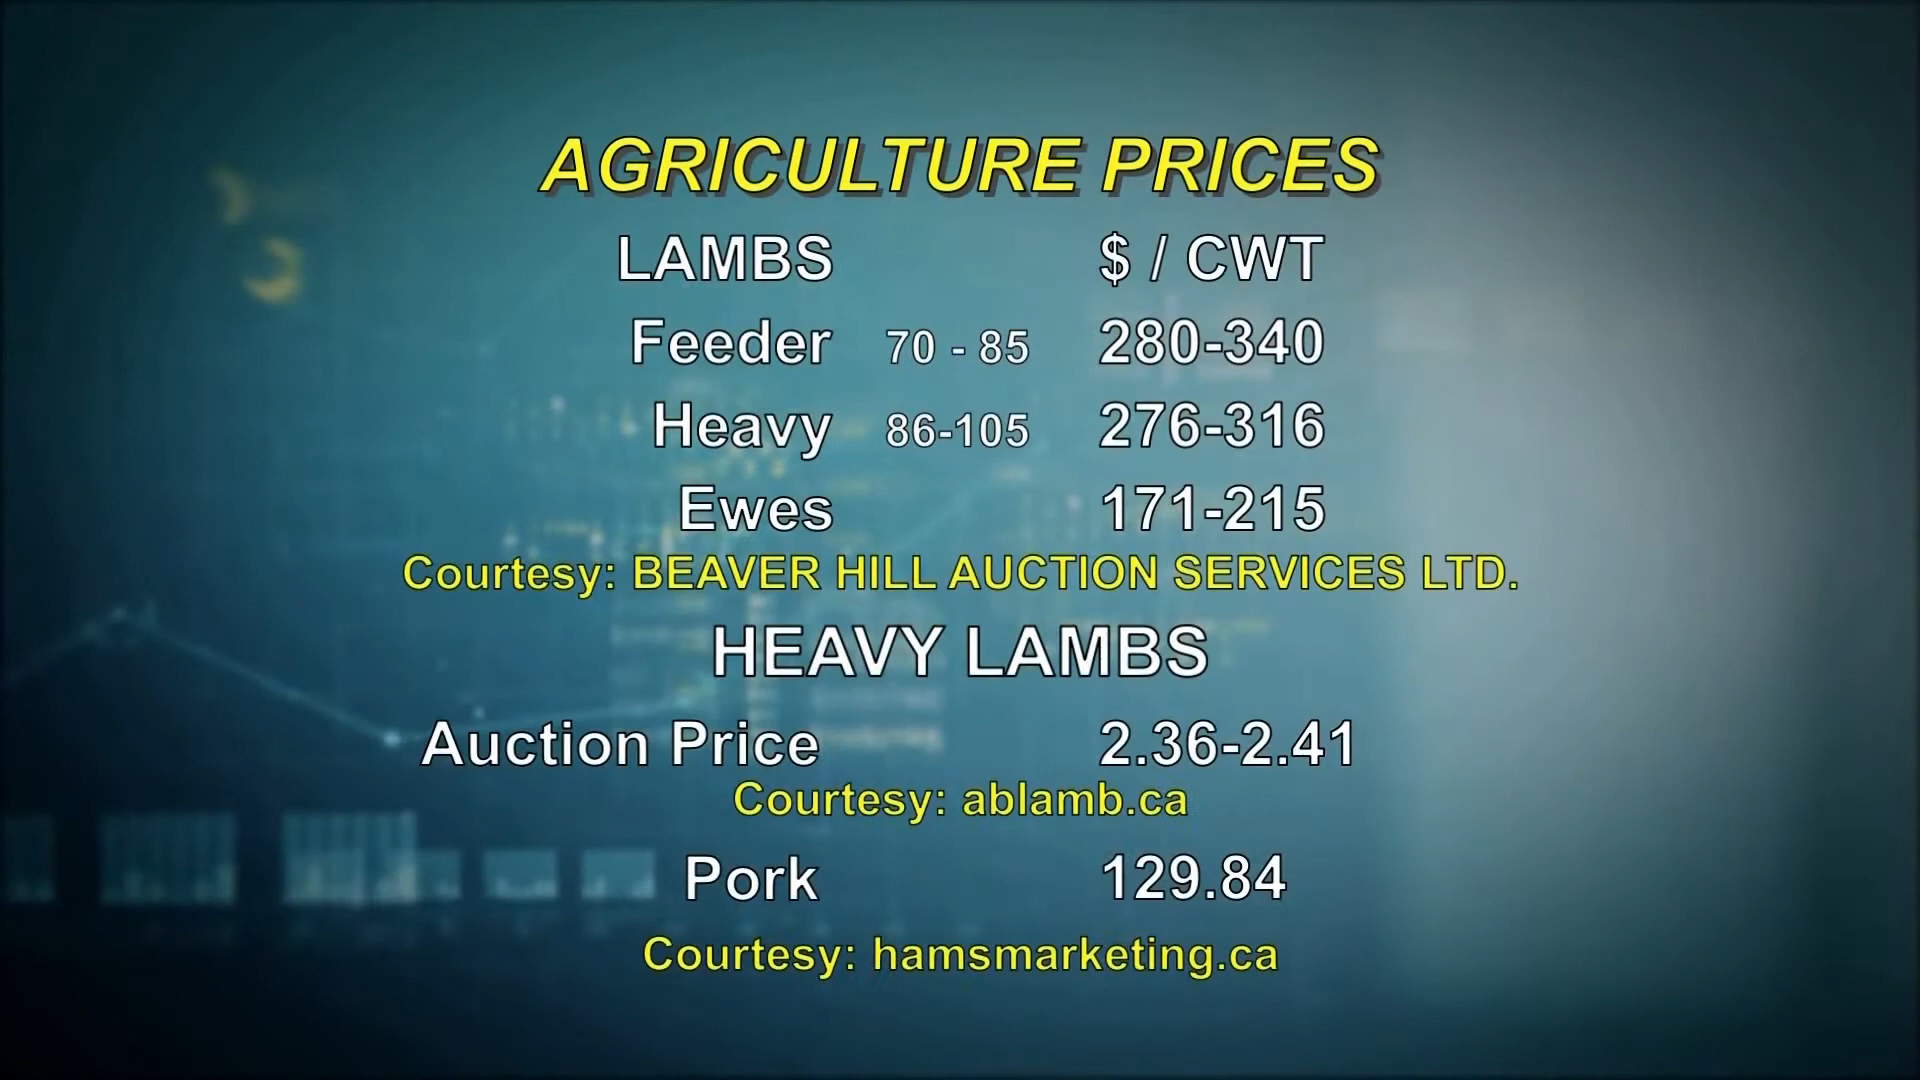 AGRICULTURE PRICES
LAMBS $ / CWT
Feeder 70 - 85 280-340
Heavy 86-105 276-316
Ewes 171-215
Courtesy: BEAVER HILL AUCTION SERVICES LTD.
HEAVY LAMBS
Auction Price 2.36-2.41
Courtesy: ablamb.ca
Pork 129.84
Courtesy: hamsmarketing.ca